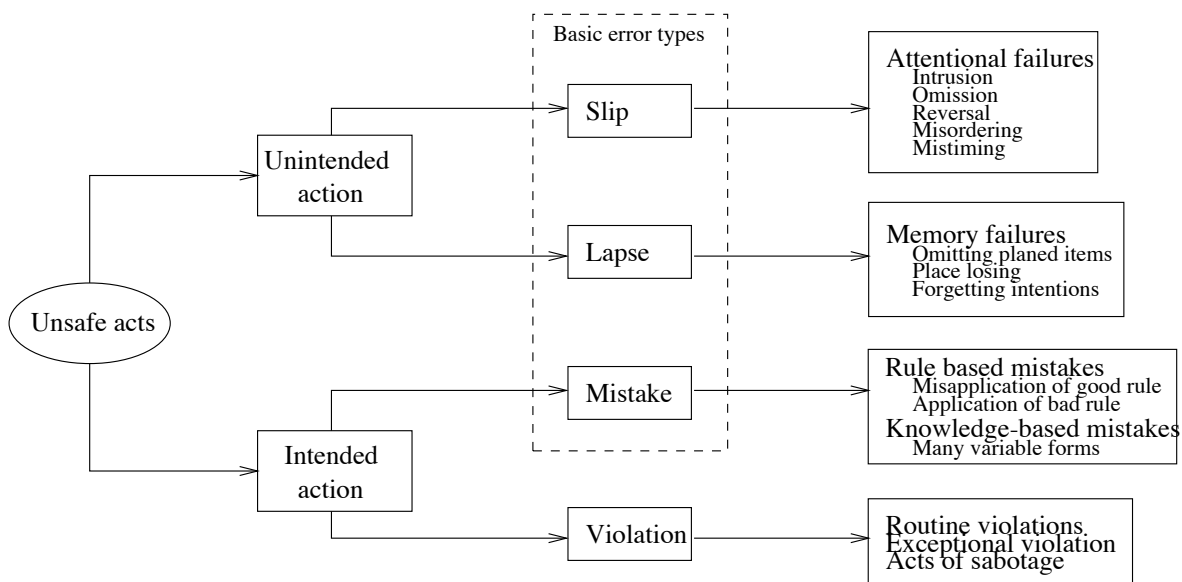 Basic error types
Unsafe acts
Unintended
action
Intended
action
Slip
Lapse
Mistake
Violation
Attentional failures
Intrusion
Omission
Reversal
Misordering
Mistiming
Memory failures
Omitting planed items
Place losing
Forgetting intentions
Rule based mistakes
Misapplication of good rule
Application of bad rule
Knowledge-based mistakes
Many variable forms
Routine violations
Exceptional violation
Acts of sabotage